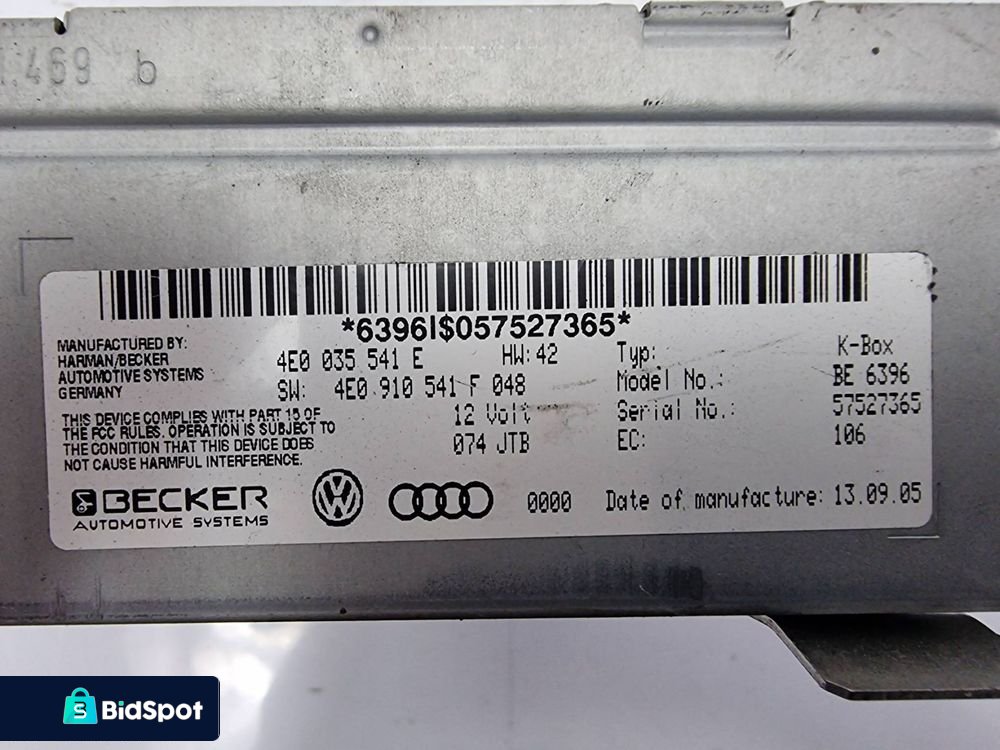 .469 b
*6396I$057527365*
MANUFACTURED BY:
HARMAN/BECKER
AUTOMOTIVE SYSTEMS
GERMANY
4E0 035 541 E HW:42
SW: 4E0 910 541 F 048
THIS DEVICE COMPLIES WITH PART 15 OF
THE FCC RULES. OPERATION IS SUBJECT TO
THE CONDITION THAT THIS DEVICE DOES
NOT CAUSE HARMFUL INTERFERENCE.
12 Volt
074 JTB
Typ: K-Box
Model No.: BE 6396
Serial No.: 57527365
EC: 106
BECKER
AUTOMOTIVE SYSTEMS
0000 Date of manufacture: 13.09.05
BidSpot